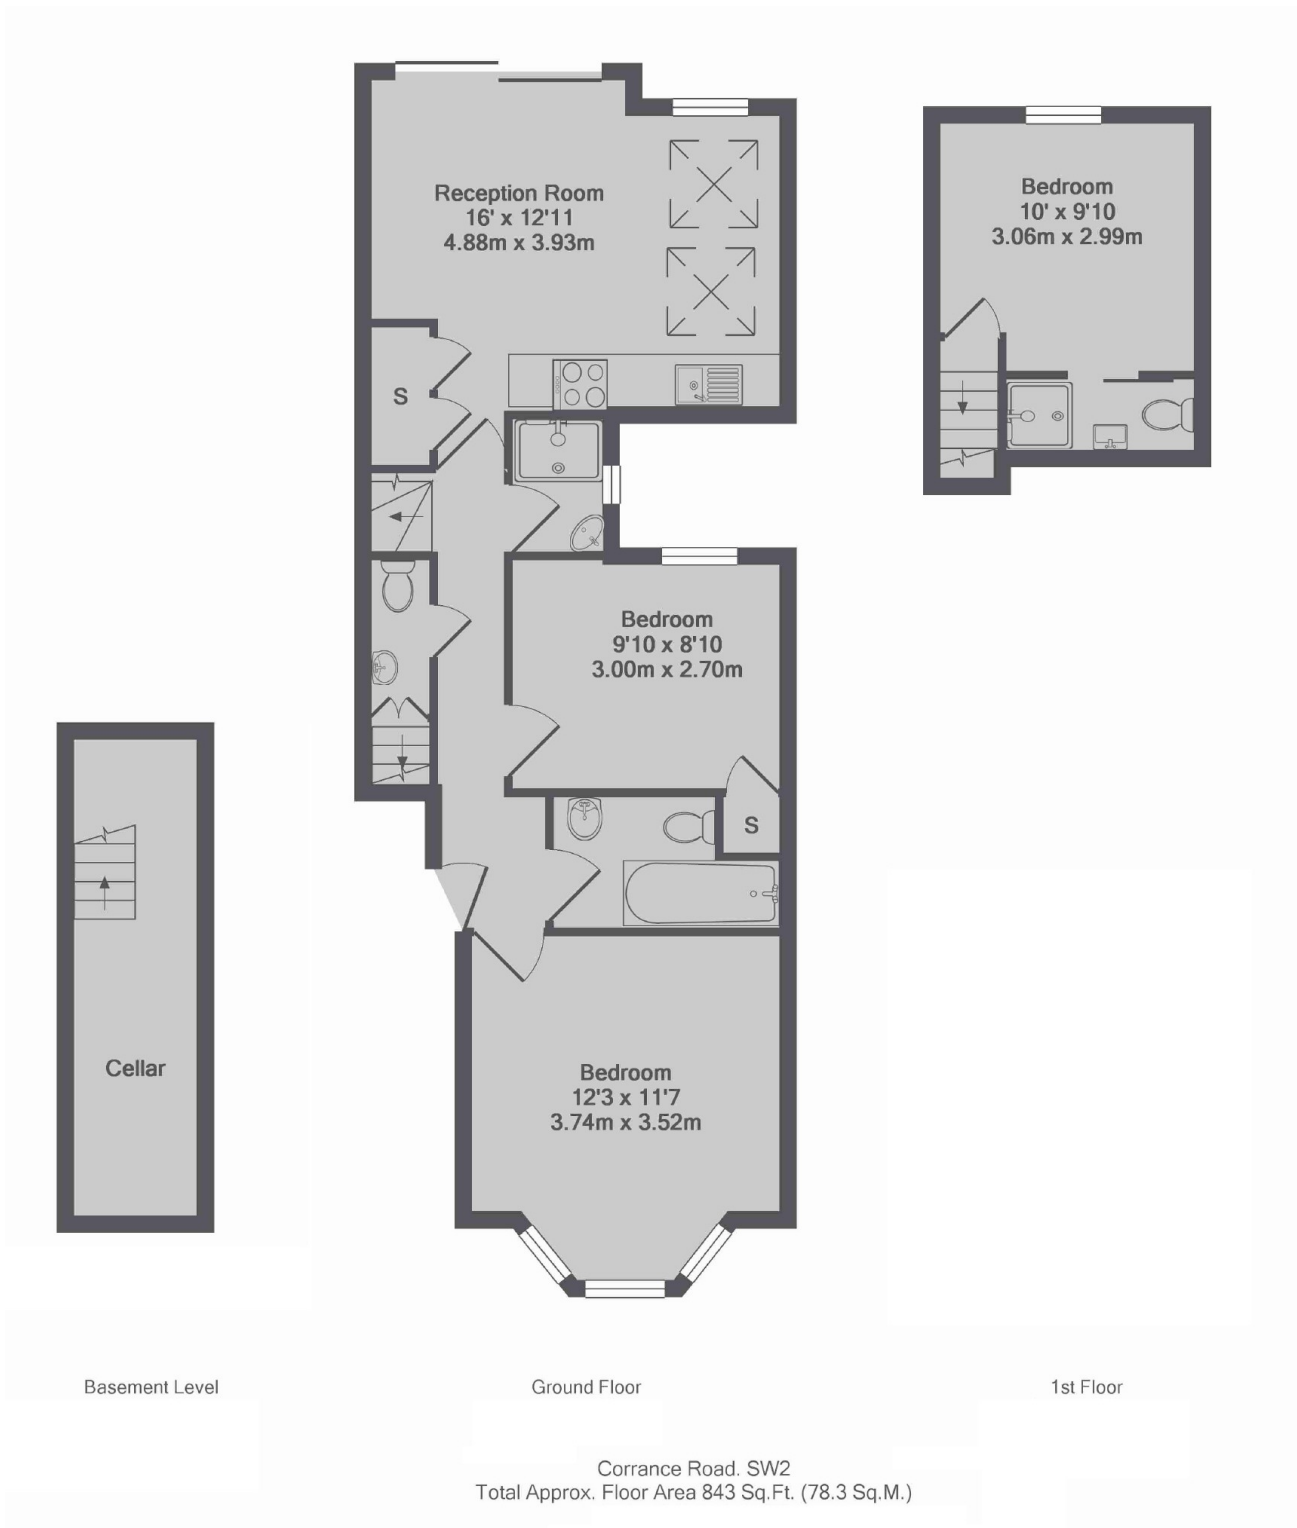 Reception Room
16' x 12'11
4.88m x 3.93m
S
Bedroom
10' x 9'10
3.06m x 2.99m
Bedroom
9'10 x 8'10
3.00m x 2.70m
S
Cellar
Bedroom
12'3 x 11'7
3.74m x 3.52m
Basement Level
Ground Floor
1st Floor
Corrance Road. SW2
Total Approx. Floor Area 843 Sq.Ft. (78.3 Sq.M.)